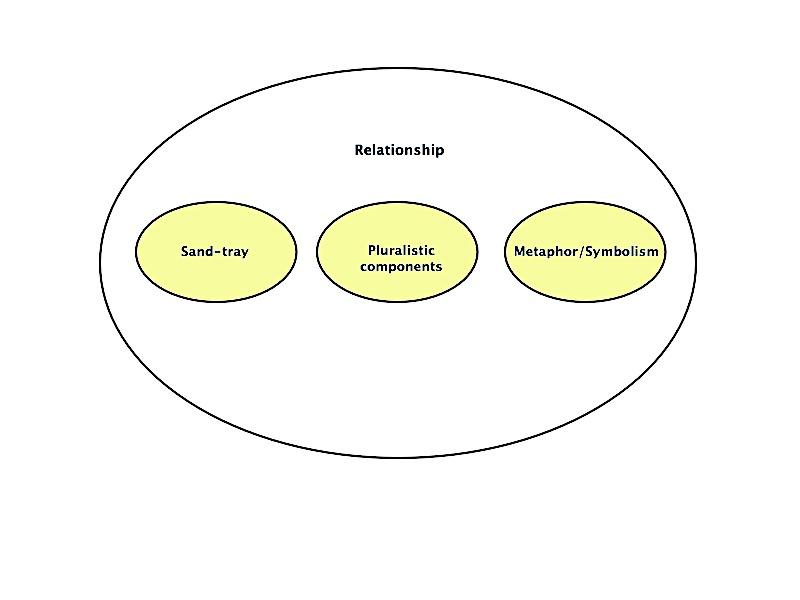 Relationship
Sand-tray
Pluralistic
components
Metaphor/Symbolism